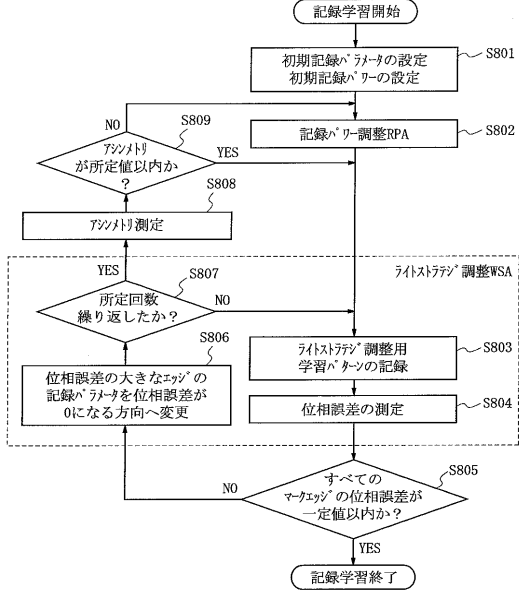 記録学習開始
S801
初期記録ﾊﾟﾗﾒｰﾀの設定
初期記録ﾊﾟﾜｰの設定
NO
S809
記録ﾊﾟﾜｰ調整RPA
S802
ｱｼﾝﾒﾄﾘ
が所定値以内か
?
YES
S808
ｱｼﾝﾒﾄﾘ測定
YES
S807
ﾗｲﾄｽﾄﾗﾃｼﾞ調整WSA
所定回数
繰り返したか?
NO
S806
ﾗｲﾄｽﾄﾗﾃｼﾞ調整用
学習ﾊﾟﾀｰﾝの記録
S803
位相誤差の大きなｴｯｼﾞの
記録ﾊﾟﾗﾒｰﾀを位相誤差が
0になる方向へ変更
位相誤差の測定
S804
S805
NO
すべての
ﾏｰｸｴｯｼﾞの位相誤差が
一定値以内か?
YES
記録学習終了